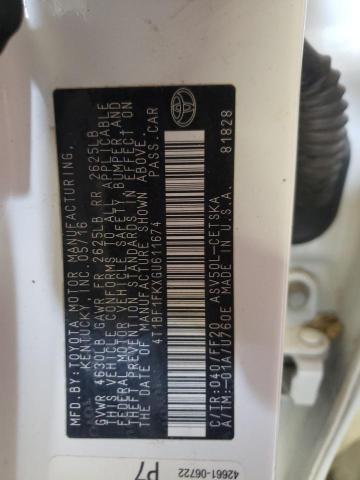 MFD.BY:TOYOTA MOTOR MANUFACTURING,
KENTUCKY, INC. 05/16
GVWR 4630LB GAWR FR 2625LB RR 2625LB
THIS VEHICLE CONFORMS TO ALL APPLICABLE
FEDERAL MOTOR VEHICLE SAFETY, BUMPER, AND
THEFT PREVENTION STANDARDS IN EFFECT ON
THE DATE OF MANUFACTURE SHOWN ABOVE.
4T1BF1FKXGU011674 PASS.CAR
C/TR:040/FF20 ASV50L-CETSKA
A/TM:-01A/U760E MADE IN U.S.A. 81828
42661-06722
P7